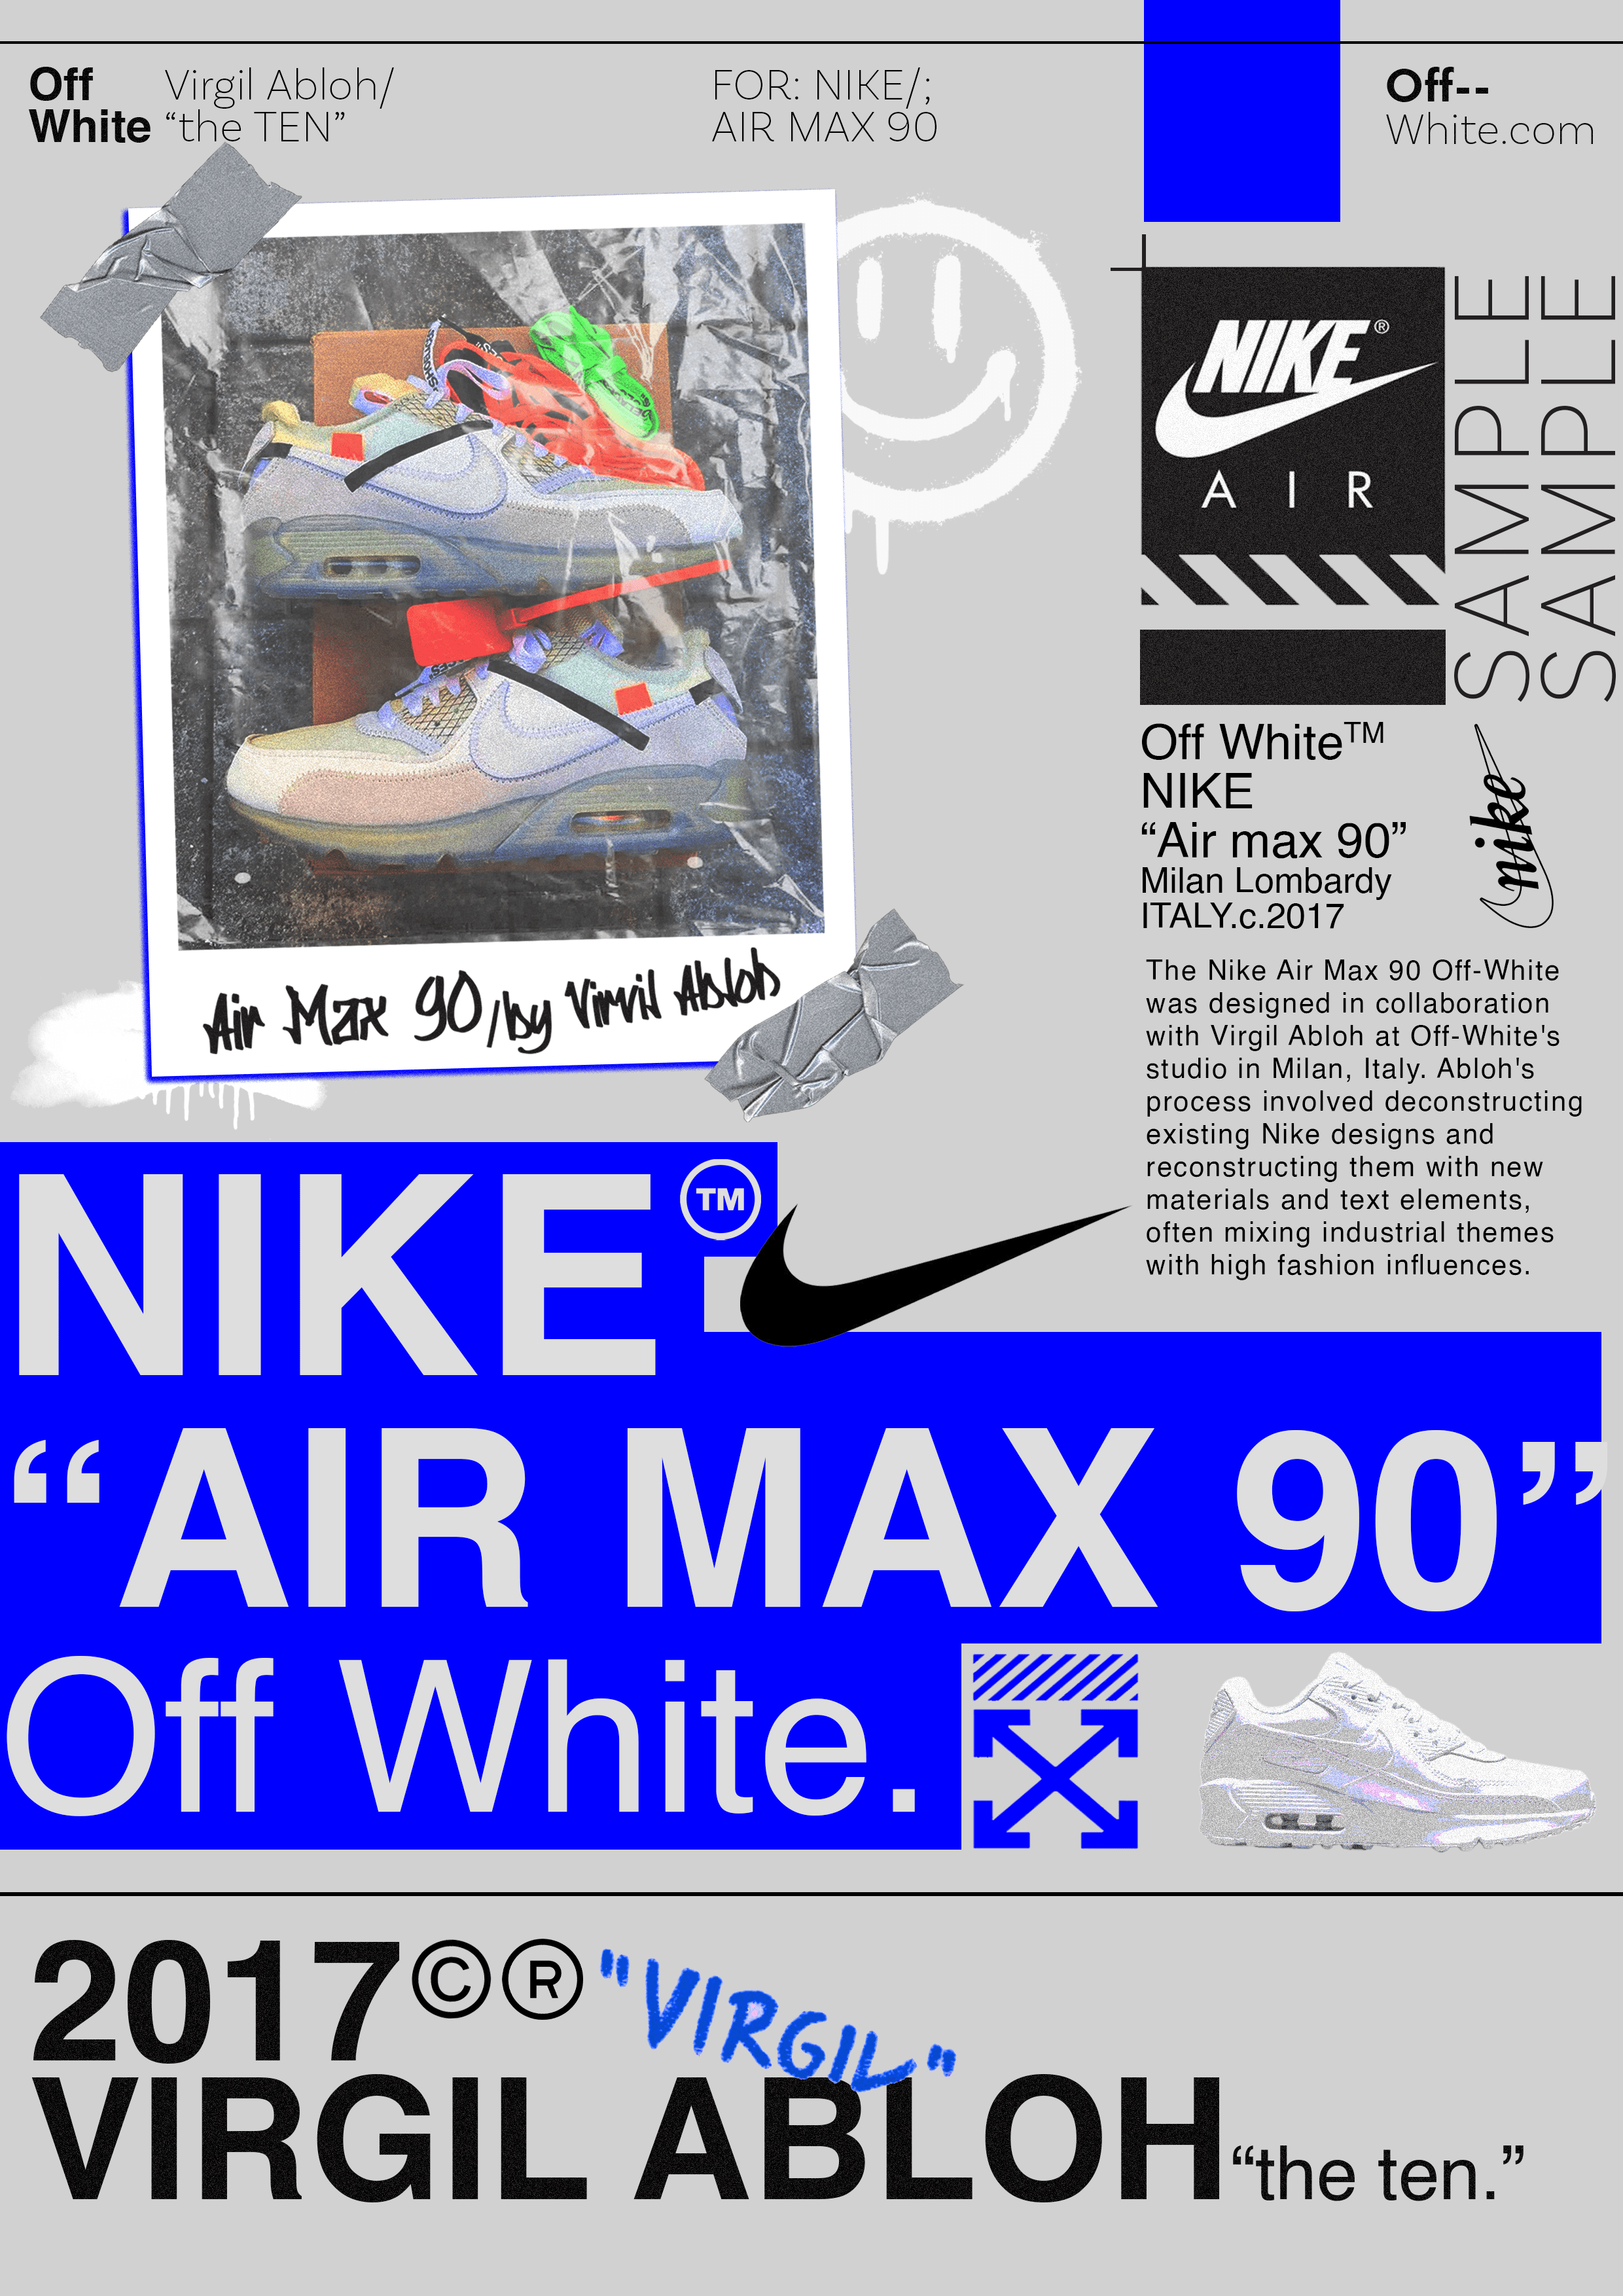 Off
White
Virgil Abloh/
“the TEN”
FOR: NIKE/;
AIR MAX 90
Off--
White.com
NIKE®
AIR
SAMPLE
SAMPLE
Off White™
NIKE
“Air max 90”
Milan Lombardy
ITALY.c.2017
nike
The Nike Air Max 90 Off-White
was designed in collaboration
with Virgil Abloh at Off-White's
studio in Milan, Italy. Abloh's
process involved deconstructing
existing Nike designs and
reconstructing them with new
materials and text elements,
often mixing industrial themes
with high fashion influences.
Air Max 90/by Virvil Abloh
NIKE TM
“AIR MAX 90”
Off White.
2017©®
"VIRGIL"
VIRGIL ABLOH “the ten.”